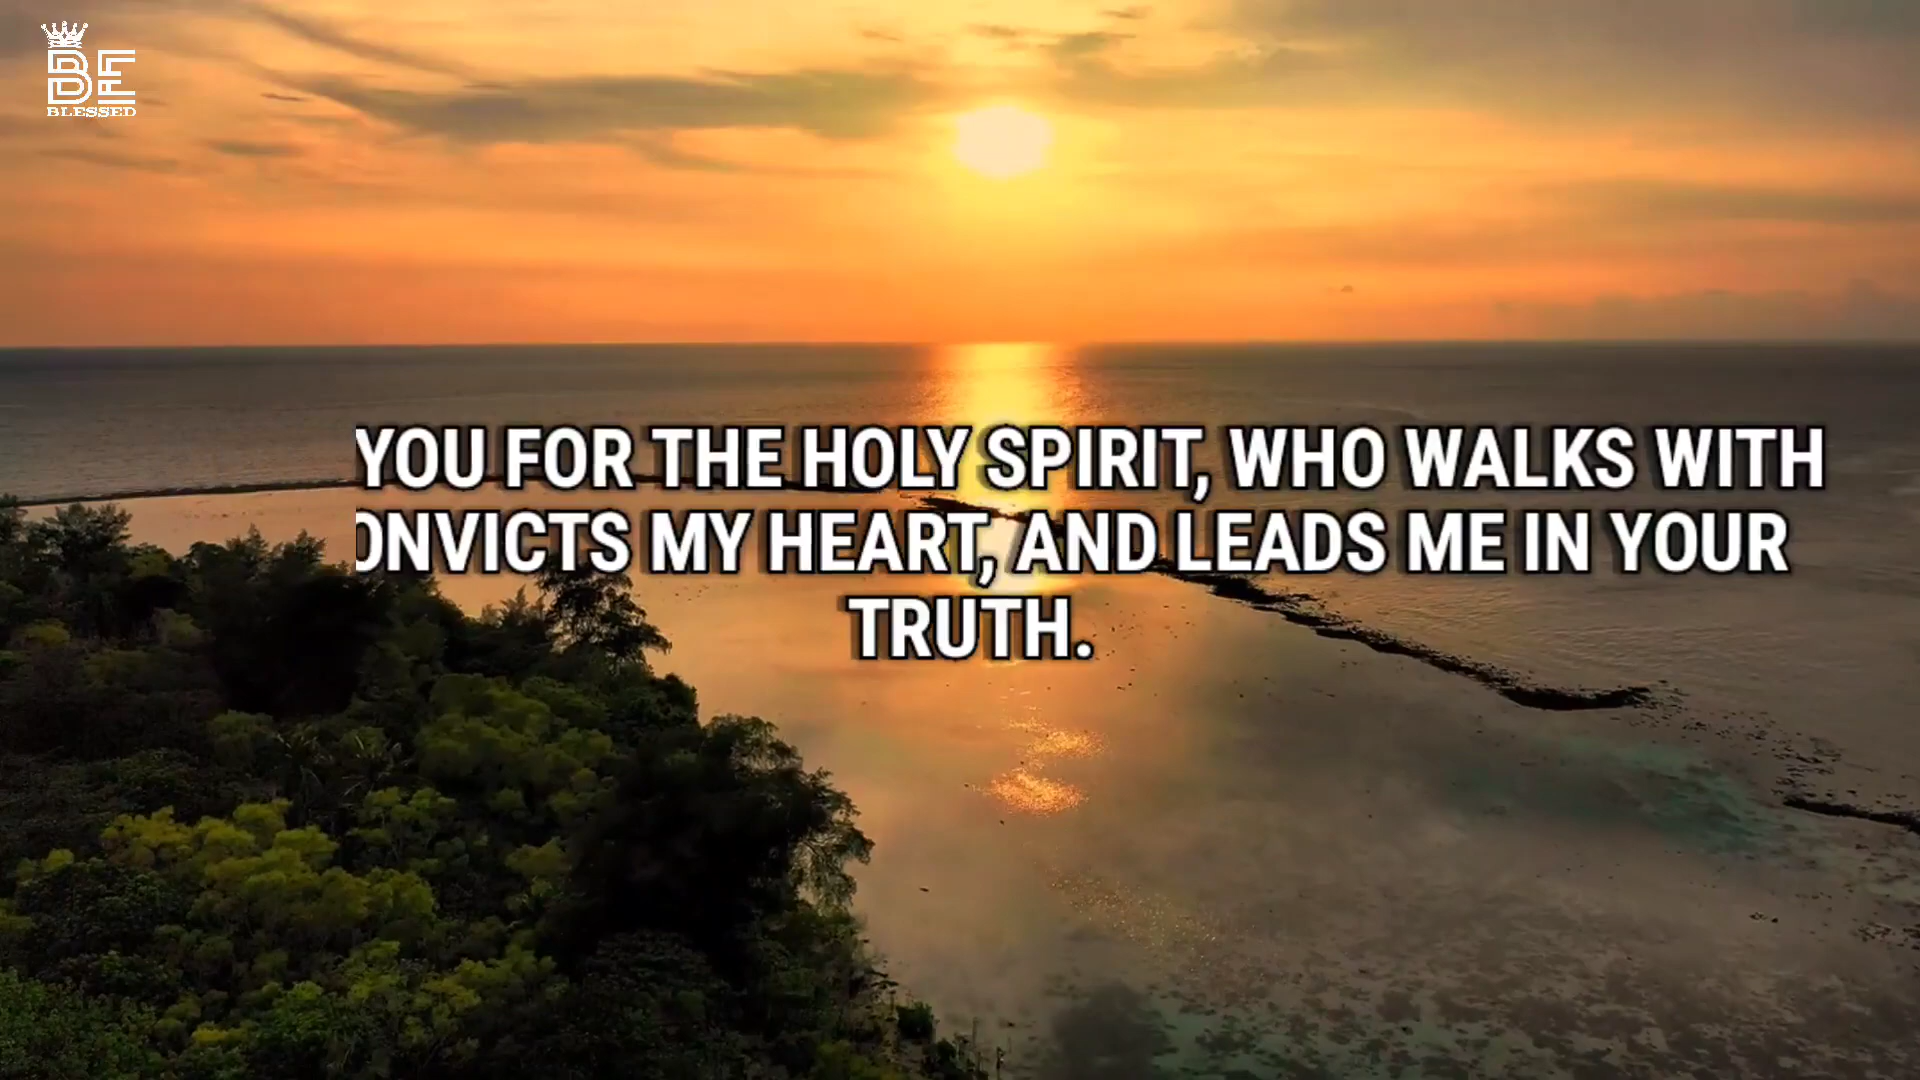 BE
BLESSED
YOU FOR THE HOLY SPIRIT, WHO WALKS WITH
ONVICTS MY HEART, AND LEADS ME IN YOUR
TRUTH.